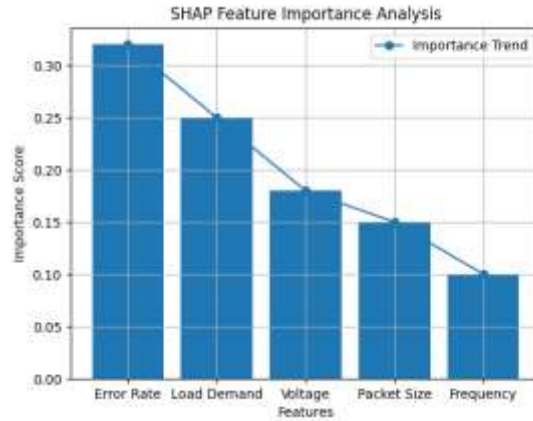 SHAP Feature Importance Analysis
Importance Trend
Importance Score
0.30
0.25
0.20
0.15
0.10
0.05
0.00
Error Rate Load Demand Voltage Packet Size Frequency
Features